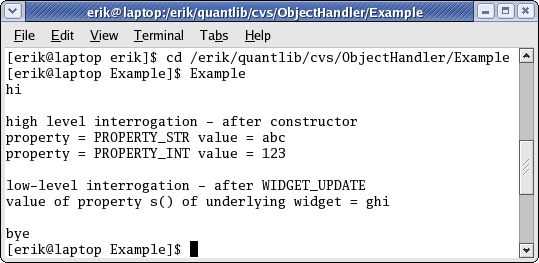 erik@laptop:/erik/quantlib/cvs/ObjectHandler/Example
File Edit View Terminal Tabs Help
[erik@laptop erik]$ cd /erik/quantlib/cvs/ObjectHandler/Example
[erik@laptop Example]$ Example
hi
high level interrogation - after constructor
property = PROPERTY_STR value = abc
property = PROPERTY_INT value = 123
low-level interrogation - after WIDGET_UPDATE
value of property s() of underlying widget = ghi
bye
[erik@laptop Example]$